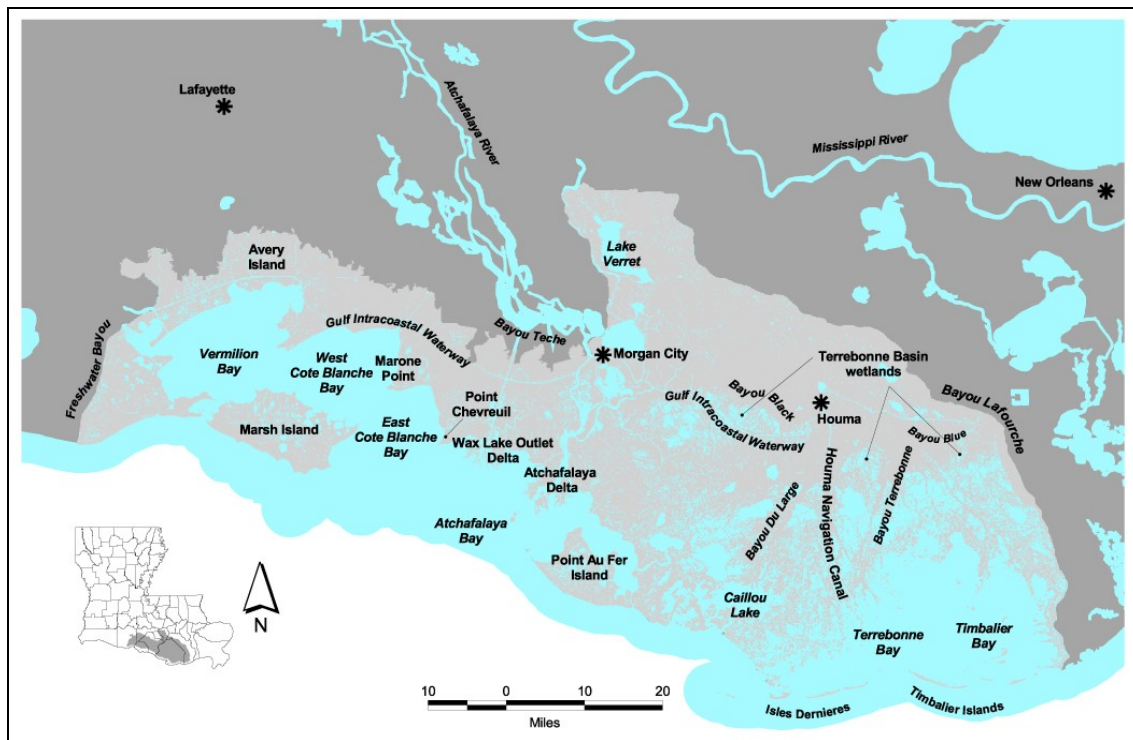 Lafayette
Atchafalaya River
Mississippi River
New Orleans
Avery
Island
Lake
Verret
Freshwater Bayou
Gulf Intracoastal Waterway
Bayou Teche
Vermilion
Bay
West
Cote Blanche
Bay
Marone
Point
Morgan City
Terrebonne Basin
wetlands
Bayou Black
Bayou Lafourche
Point
Chevreuil
Gulf Intracoastal Waterway
Houma
Marsh Island
East
Cote Blanche
Bay
Wax Lake Outlet
Delta
Bayou Blue
Atchafalaya
Delta
Bayou Du Large
Houma Navigation Canal
Bayou Terrebonne
Atchafalaya
Bay
Point Au Fer
Island
Caillou
Lake
Terrebonne
Bay
Timbalier
Bay
N
10 0 10 20
Miles
Isles Dernieres
Timbalier Islands